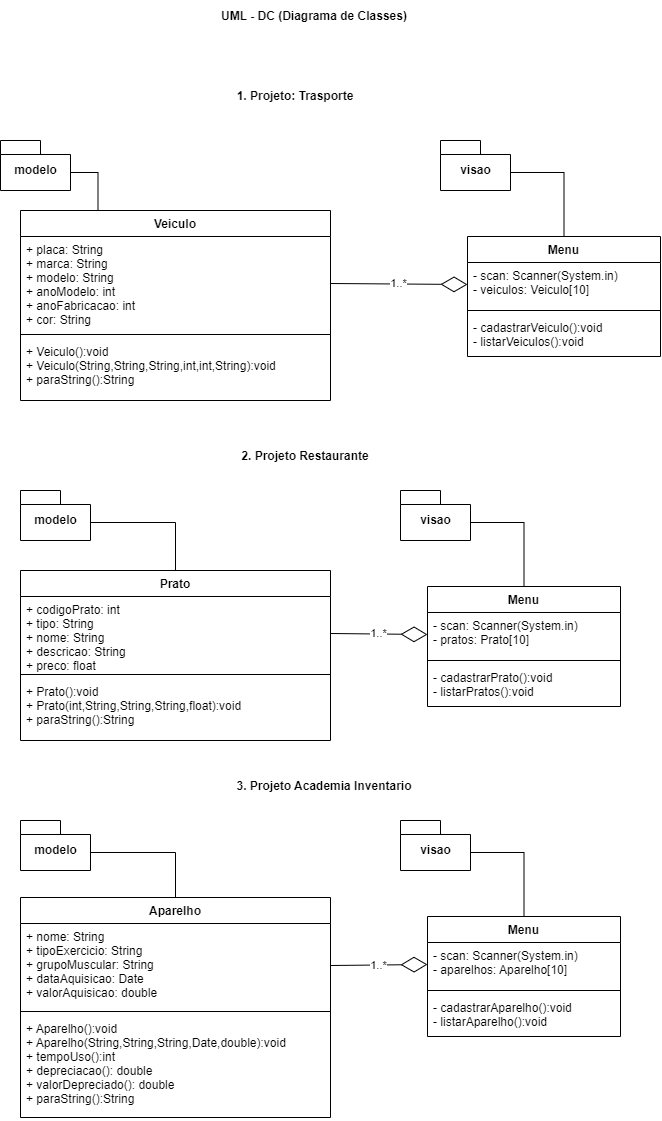 UML - DC (Diagrama de Classes)
1. Projeto: Trasporte
modelo
visao
Veiculo
+ placa: String
+ marca: String
+ modelo: String
+ anoModelo: int
+ anoFabricacao: int
+ cor: String
+ Veiculo():void
+ Veiculo(String,String,String,int,int,String):void
+ paraString():String
1..*
Menu
- scan: Scanner(System.in)
- veiculos: Veiculo[10]
- cadastrarVeiculo():void
- listarVeiculos():void
2. Projeto Restaurante
modelo
visao
Prato
+ codigoPrato: int
+ tipo: String
+ nome: String
+ descricao: String
+ preco: float
+ Prato():void
+ Prato(int,String,String,String,float):void
+ paraString():String
1..*
Menu
- scan: Scanner(System.in)
- pratos: Prato[10]
- cadastrarPrato():void
- listarPratos():void
3. Projeto Academia Inventario
modelo
visao
Aparelho
+ nome: String
+ tipoExercicio: String
+ grupoMuscular: String
+ dataAquisicao: Date
+ valorAquisicao: double
+ Aparelho():void
+ Aparelho(String,String,String,Date,double):void
+ tempoUso():int
+ depreciacao(): double
+ valorDepreciado(): double
+ paraString():String
1..*
Menu
- scan: Scanner(System.in)
- aparelhos: Aparelho[10]
- cadastrarAparelho():void
- listarAparelho():void